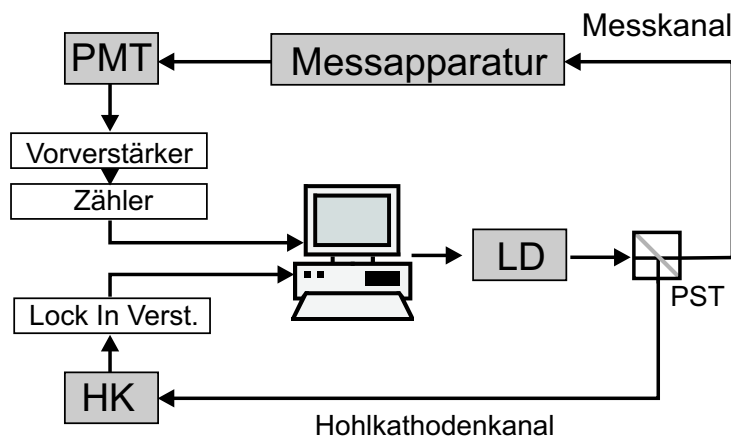 Messkanal
PMT
Messapparatur
Vorverstärker
Zähler
LD
PST
Lock In Verst.
HK
Hohlkathodenkanal